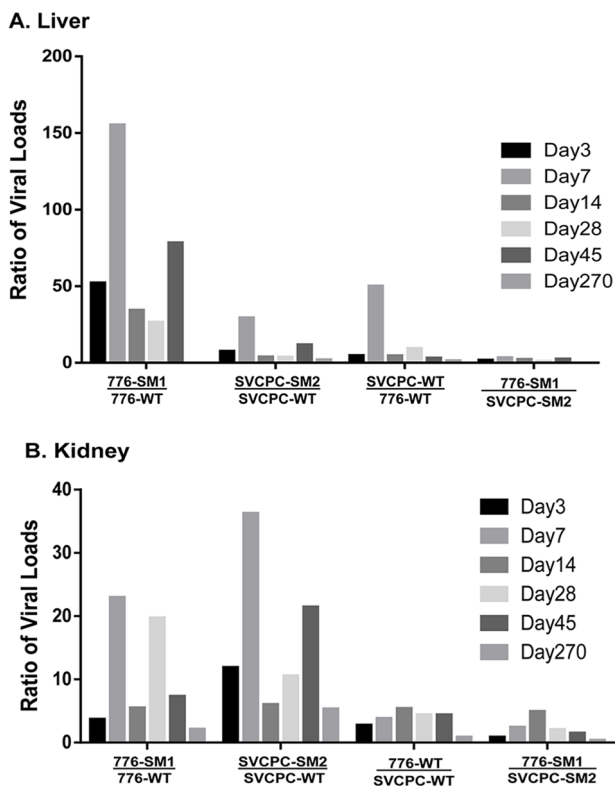 A. Liver
Ratio of Viral Loads
200
150
100
50
0
Day3
Day7
Day14
Day28
Day45
Day270
776-SM1
776-WT
SVCPC-SM2
SVCPC-WT
SVCPC-WT
776-WT
776-SM1
SVCPC-SM2
B. Kidney
Ratio of Viral Loads
40
30
20
10
0
Day3
Day7
Day14
Day28
Day45
Day270
776-SM1
776-WT
SVCPC-SM2
SVCPC-WT
776-WT
SVCPC-WT
776-SM1
SVCPC-SM2